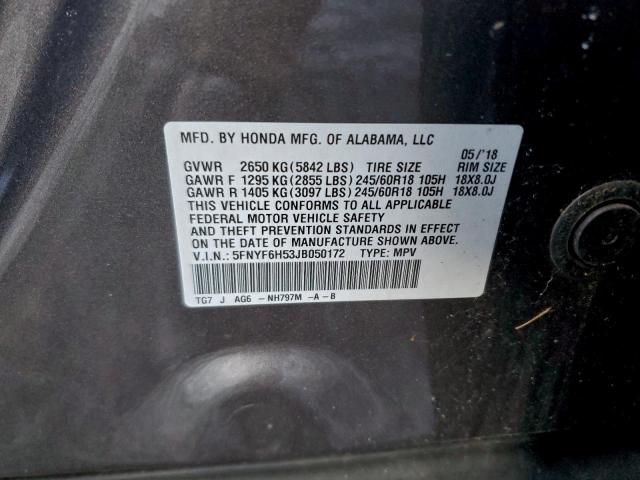 MFD. BY HONDA MFG. OF ALABAMA, LLC
05/'18
GVWR 2650 KG (5842 LBS) TIRE SIZE RIM SIZE
GAWR F 1295 KG (2855 LBS) 245/60R18 105H 18X8.0J
GAWR R 1405 KG (3097 LBS) 245/60R18 105H 18X8.0J
THIS VEHICLE CONFORMS TO ALL APPLICABLE
FEDERAL MOTOR VEHICLE SAFETY
AND THEFT PREVENTION STANDARDS IN EFFECT
ON THE DATE OF MANUFACTURE SHOWN ABOVE.
V.I.N: 5FNYF6H53JB050172 TYPE: MPV
TG7 J AG6 -NH797M -A-B